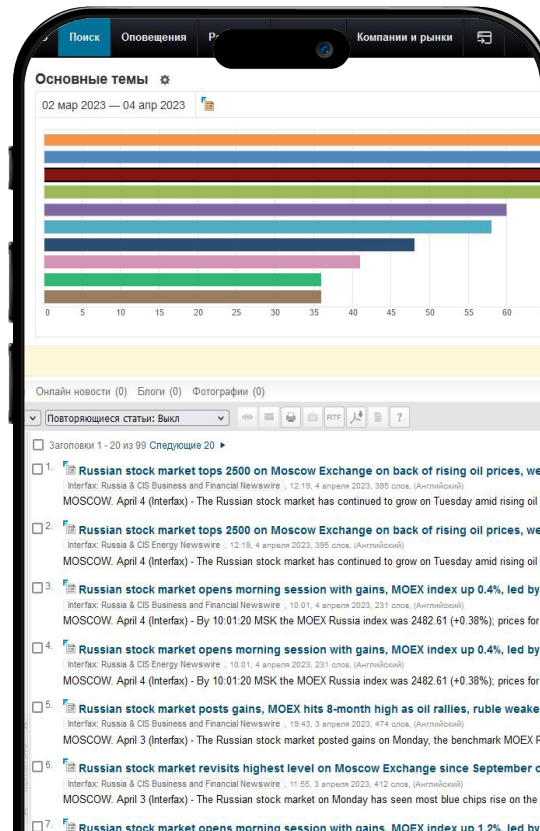 Поиск Оповещения Компании и рынки
Основные темы
02 мар 2023 — 04 апр 2023
0 5 10 15 20 25 30 35 40 45 50 55 60
Онлайн новости (0) Блоги (0) Фотографии (0)
Повторяющиеся статьи: Выкл RTF ?
Заголовки 1 - 20 из 99 Следующие 20
1. Russian stock market tops 2500 on Moscow Exchange on back of rising oil prices, we
Interfax: Russia & CIS Business and Financial Newswire , 12:19, 4 апреля 2023, 395 слов, (Английский)
MOSCOW. April 4 (Interfax) - The Russian stock market has continued to grow on Tuesday amid rising oil
2. Russian stock market tops 2500 on Moscow Exchange on back of rising oil prices, we
Interfax: Russia & CIS Energy Newswire , 12:19, 4 апреля 2023, 395 слов, (Английский)
MOSCOW. April 4 (Interfax) - The Russian stock market has continued to grow on Tuesday amid rising oil
3. Russian stock market opens morning session with gains, MOEX index up 0.4%, led by
Interfax: Russia & CIS Business and Financial Newswire , 10:01, 4 апреля 2023, 231 слов, (Английский)
MOSCOW. April 4 (Interfax) - By 10:01:20 MSK the MOEX Russia index was 2482.61 (+0.38%); prices for
4. Russian stock market opens morning session with gains, MOEX index up 0.4%, led by
Interfax: Russia & CIS Energy Newswire , 10:01, 4 апреля 2023, 231 слов, (Английский)
MOSCOW. April 4 (Interfax) - By 10:01:20 MSK the MOEX Russia index was 2482.61 (+0.38%); prices for
5. Russian stock market posts gains, MOEX hits 8-month high as oil rallies, ruble weake
Interfax: Russia & CIS Business and Financial Newswire , 19:43, 3 апреля 2023, 474 слов, (Английский)
MOSCOW. April 3 (Interfax) - The Russian stock market posted gains on Monday, the benchmark MOEX R
6. Russian stock market revisits highest level on Moscow Exchange since September
Interfax: Russia & CIS Business and Financial Newswire , 11:55, 3 апреля 2023, 412 слов, (Английский)
MOSCOW. April 3 (Interfax) - The Russian stock market on Monday has seen most blue chips rise on the
7. Russian stock market opens morning session with gains, MOEX index up 1.2%, led by